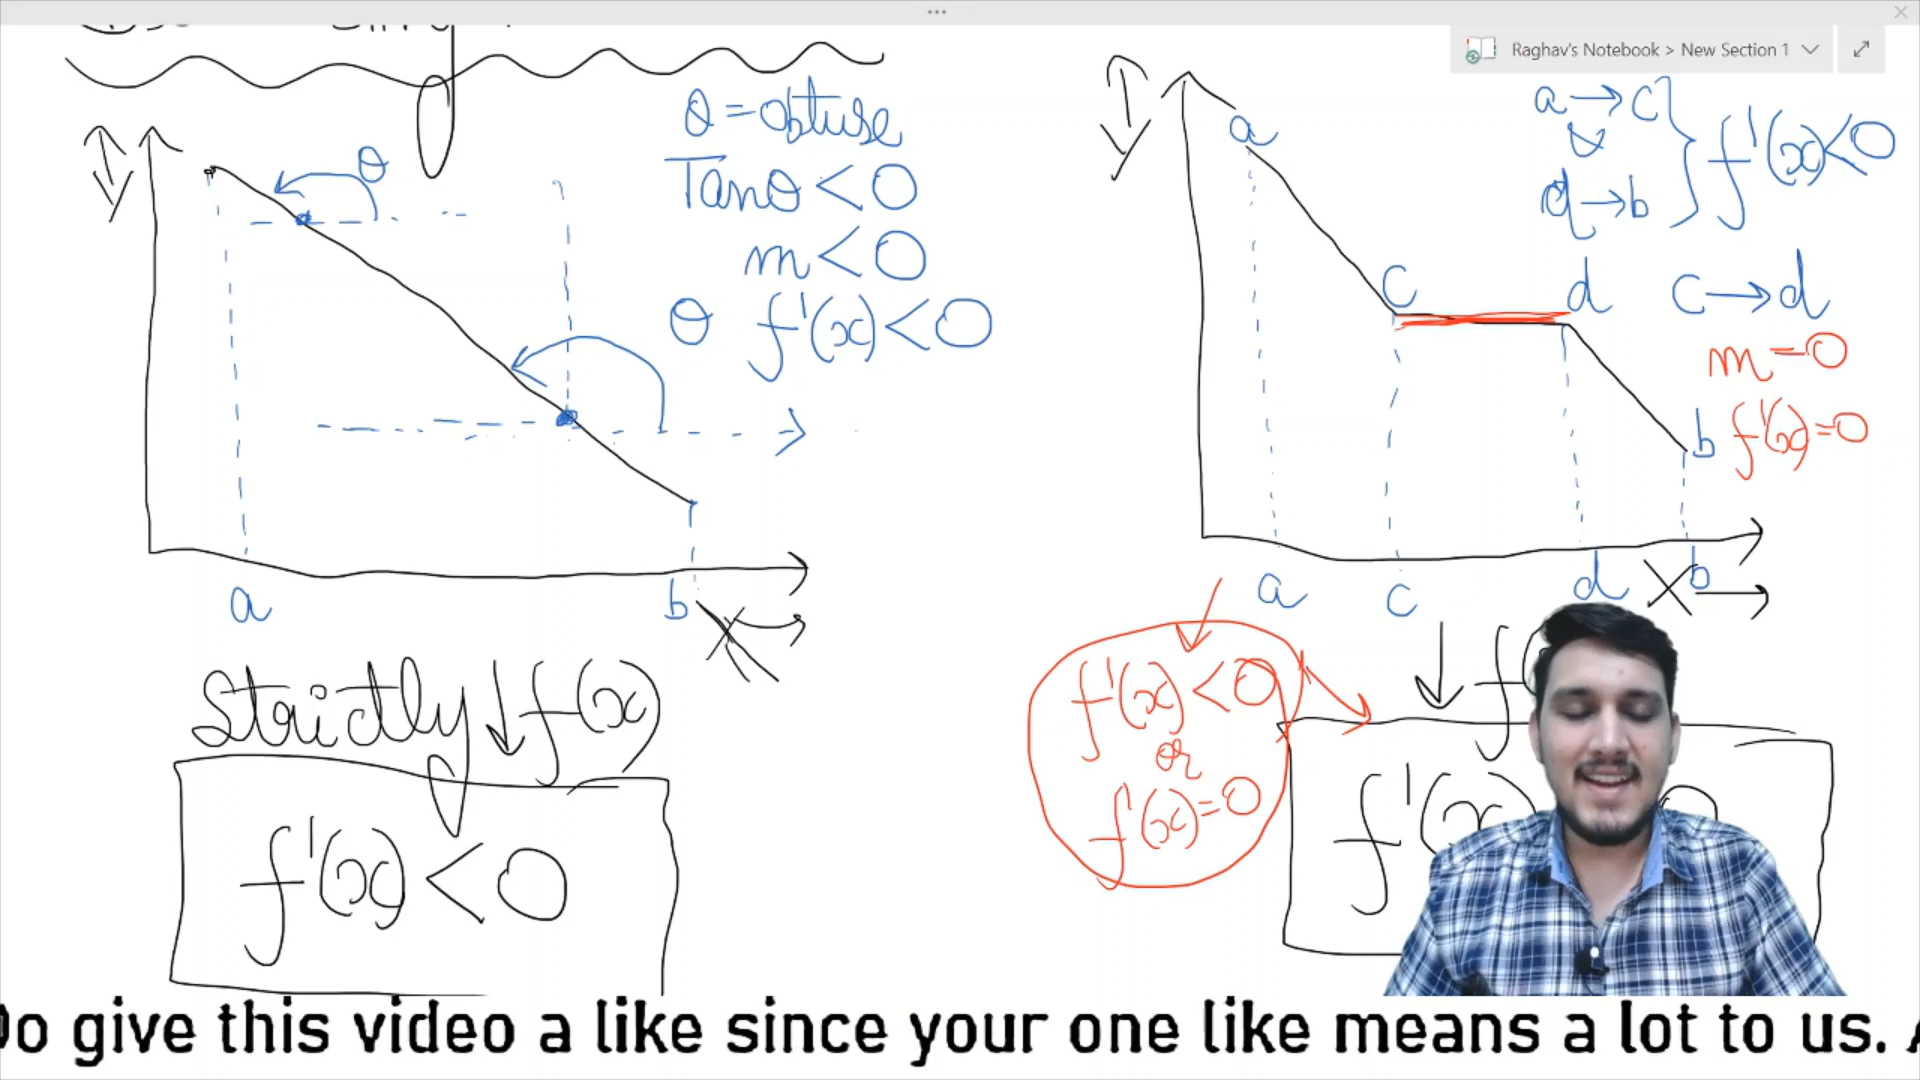 Raghav's Notebook > New Section 1
y
θ
θ = obtuse
Tanθ < 0
m < 0
θ f'(x) < 0
a
b
x
Strictly ↓ f(x)
f'(x) < 0
y
a
c
d
b
a → c
& 
d → b
f'(x) < 0
c → d
m = 0
f'(x) = 0
a
c
d
x
b
f'(x) < 0
or
f'(x) = 0
↓ f
f'(x
0
Do give this video a like since your one like means a lot to us. A